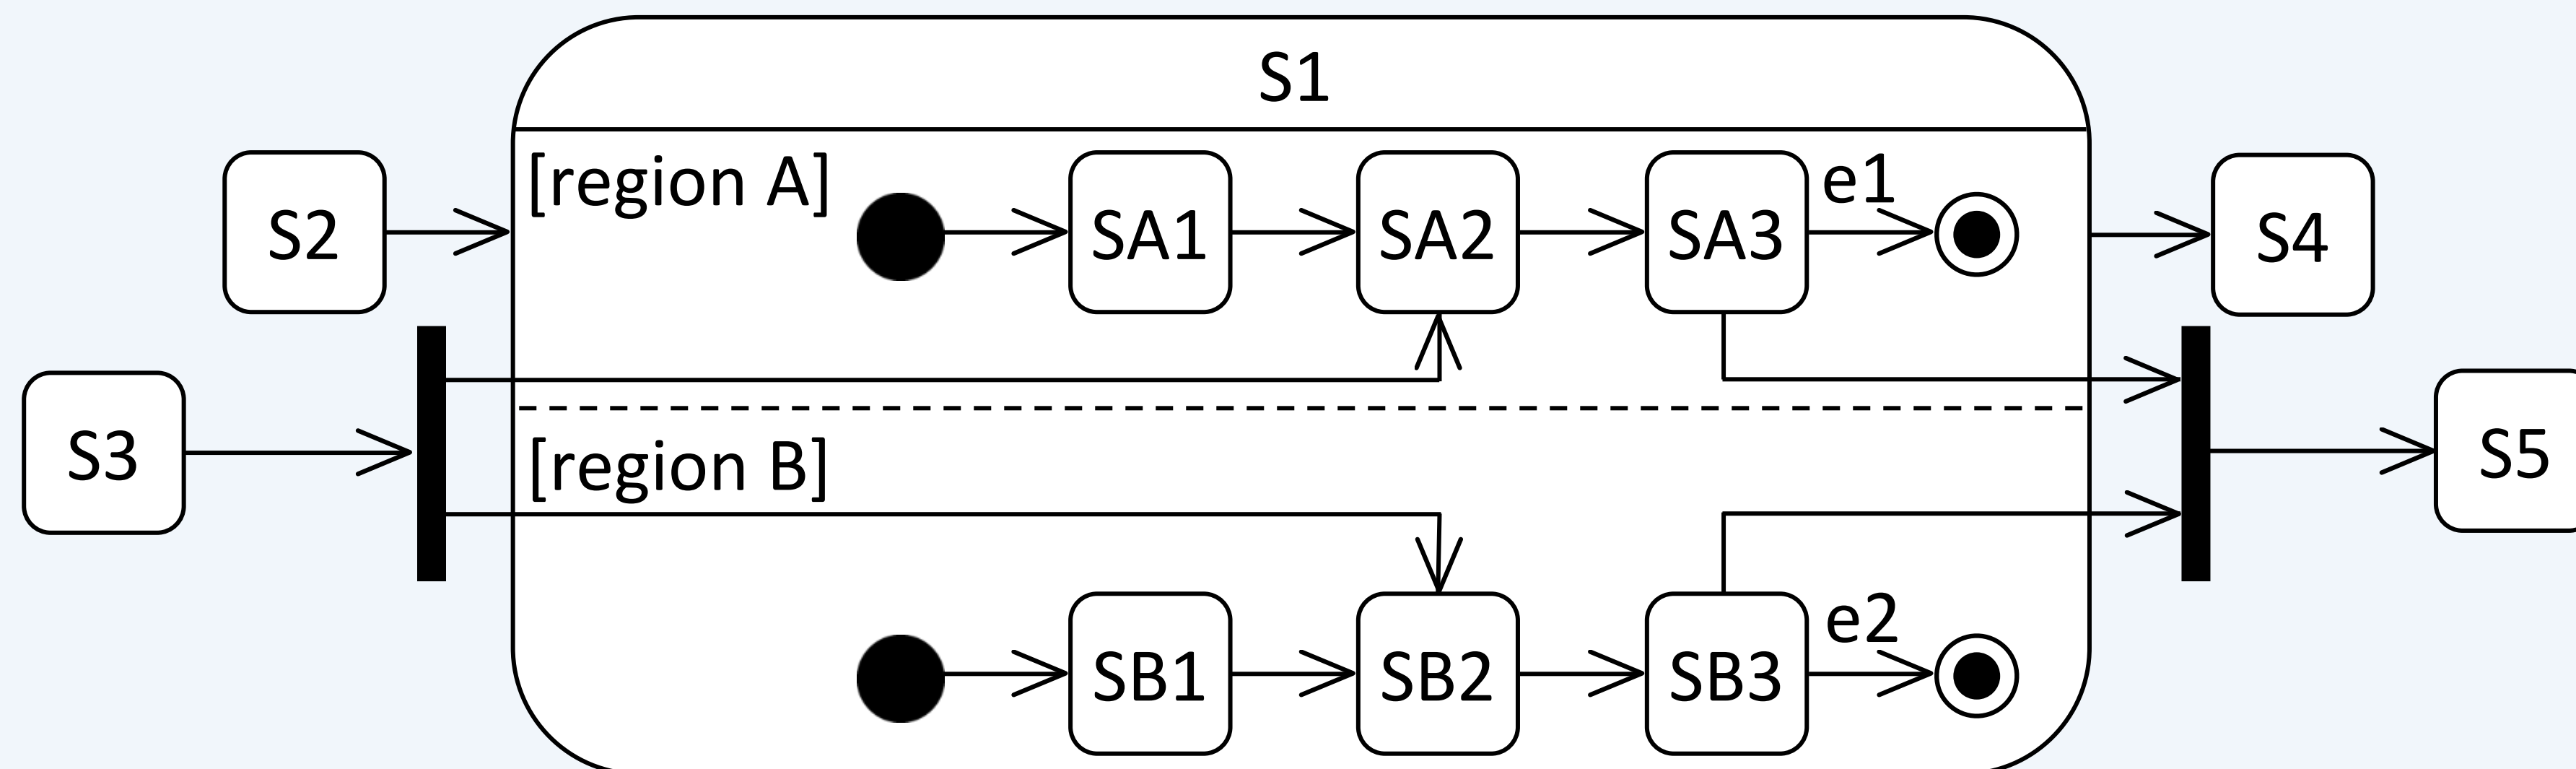 S1
[region A]
e1
S2
SA1
SA2
SA3
S4
S3
[region B]
S5
e2
SB1
SB2
SB3